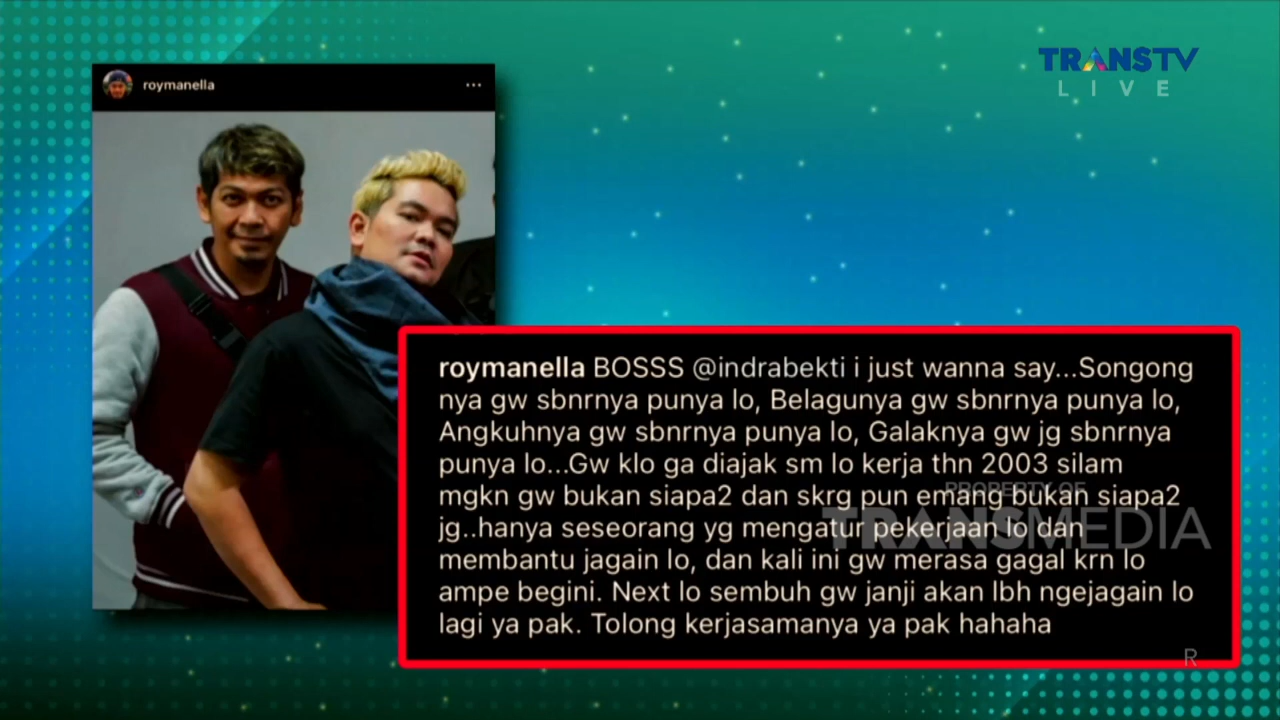 TRANSTV
LIVE
roymanella
roymanella BOSSS @indrabekti i just wanna say...Songong
nya gw sbnrnya punya lo, Belagunya gw sbnrnya punya lo,
Angkuhnya gw sbnrnya punya lo, Galaknya gw jg sbnrnya
punya lo...Gw klo ga diajak sm lo kerja thn 2003 silam
mgkn gw bukan siapa2 dan skrg pun emang bukan siapa2
jg..hanya seseorang yg mengatur pekerjaan lo dan
membantu jagain lo, dan kali ini gw merasa gagal krn lo
ampe begini. Next lo sembuh gw janji akan lbh ngejagain lo
lagi ya pak. Tolong kerjasamanya ya pak hahaha
PROPERTY OF
TRANSMEDIA
R